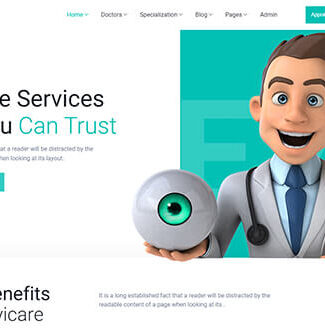 Home Doctors Specialization Blog Pages Admin
e Services
u Can Trust
at a reader will be distracted by the
when looking at its layout..
enefits
It is a long established fact that a reader will be distracted by the
readable content of a page when looking at its .
vicare